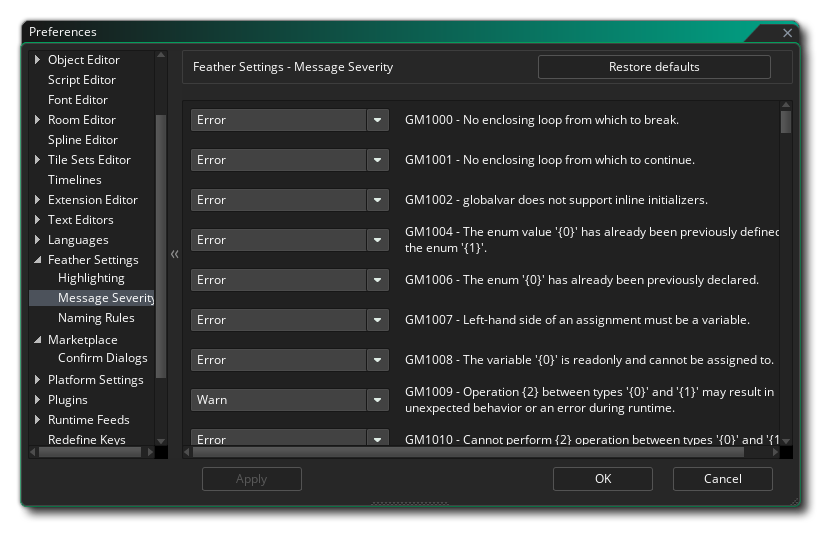 Preferences
Object Editor
Script Editor
Font Editor
Room Editor
Spline Editor
Tile Sets Editor
Timelines
Extension Editor
Text Editors
Languages
Feather Settings
Highlighting
Message Severity
Naming Rules
Marketplace
Confirm Dialogs
Platform Settings
Plugins
Runtime Feeds
Redefine Keys
Feather Settings - Message Severity
Restore defaults
Error
GM1000 - No enclosing loop from which to break.
Error
GM1001 - No enclosing loop from which to continue.
Error
GM1002 - globalvar does not support inline initializers.
Error
GM1004 - The enum value '{0}' has already been previously defined
the enum '{1}'.
Error
GM1006 - The enum '{0}' has already been previously declared.
Error
GM1007 - Left-hand side of an assignment must be a variable.
Error
GM1008 - The variable '{0}' is readonly and cannot be assigned to.
Warn
GM1009 - Operation {2} between types '{0}' and '{1}' may result in
unexpected behavior or an error during runtime.
Error
GM1010 - Cannot perform {2} operation between types '{0}' and '{1
Apply
OK
Cancel